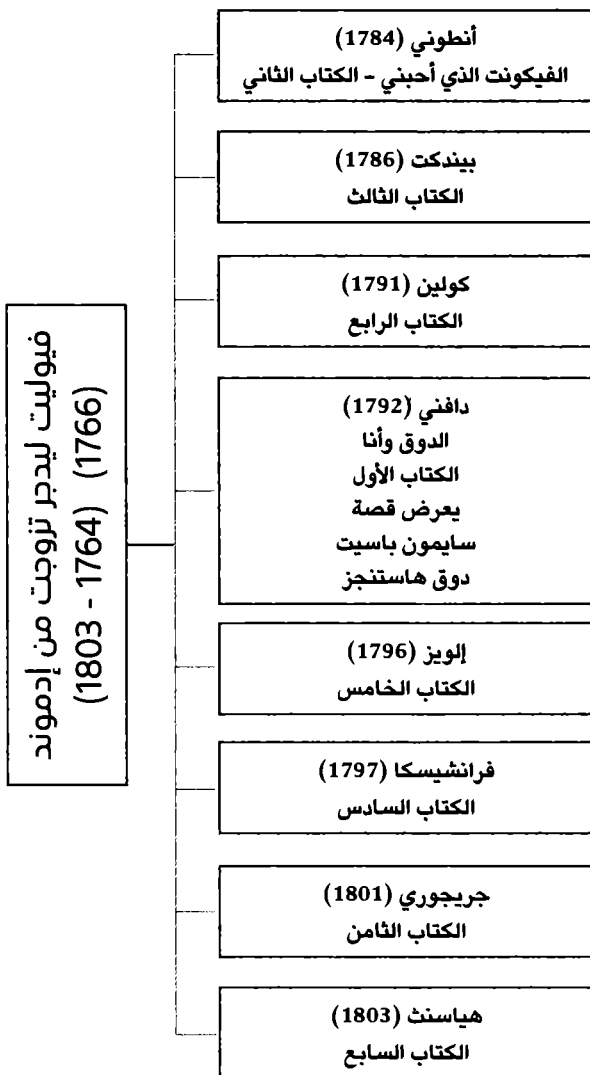 فيوليت ليدجر تزوجت من إدموند
(1766) (1764 - 1803)
أنطوني (1784)
الفيكونت الذي أحبني – الكتاب الثاني
بيندكت (1786)
الكتاب الثالث
كولين (1791)
الكتاب الرابع
دافني (1792)
الدوق وأنا
الكتاب الأول
يعرض قصة
سايمون باسيت
دوق هاستنجز
إلويز (1796)
الكتاب الخامس
فرانشيسكا (1797)
الكتاب السادس
جريجوري (1801)
الكتاب الثامن
هياسنث (1803)
الكتاب السابع